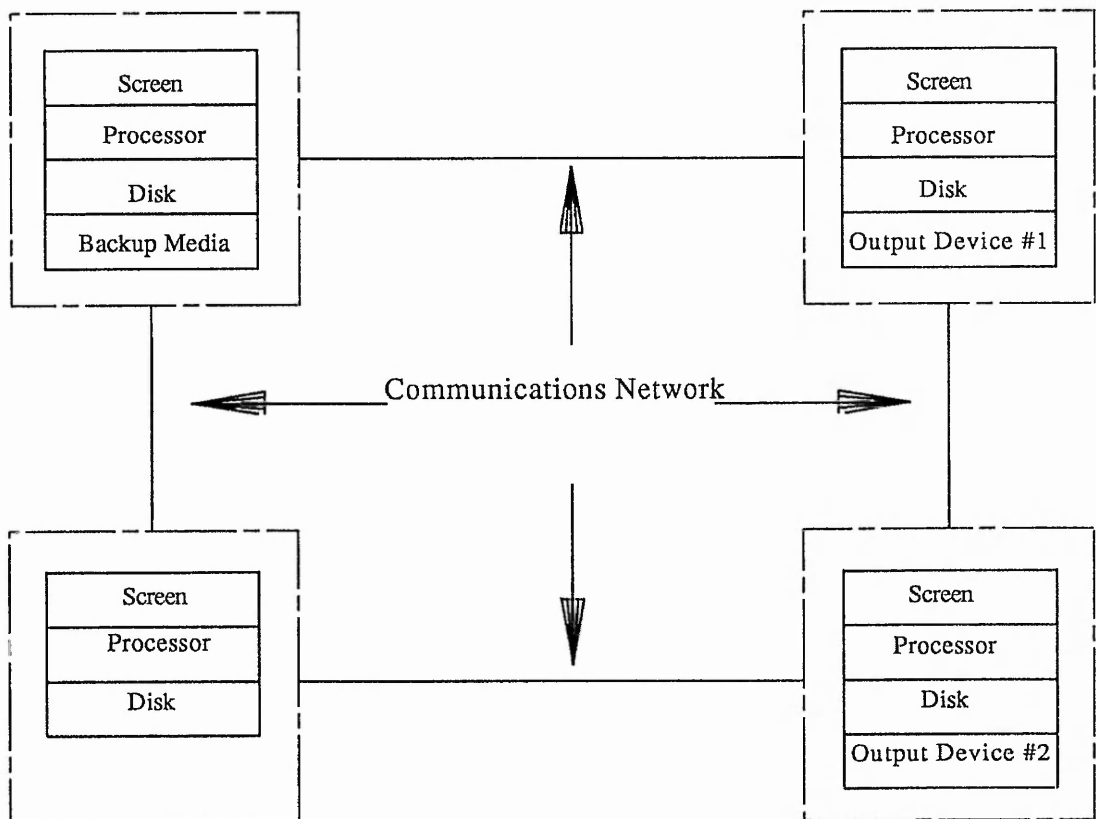 Screen
Processor
Disk
Backup Media
Screen
Processor
Disk
Output Device #1
Communications Network
Screen
Processor
Disk
Screen
Processor
Disk
Output Device #2